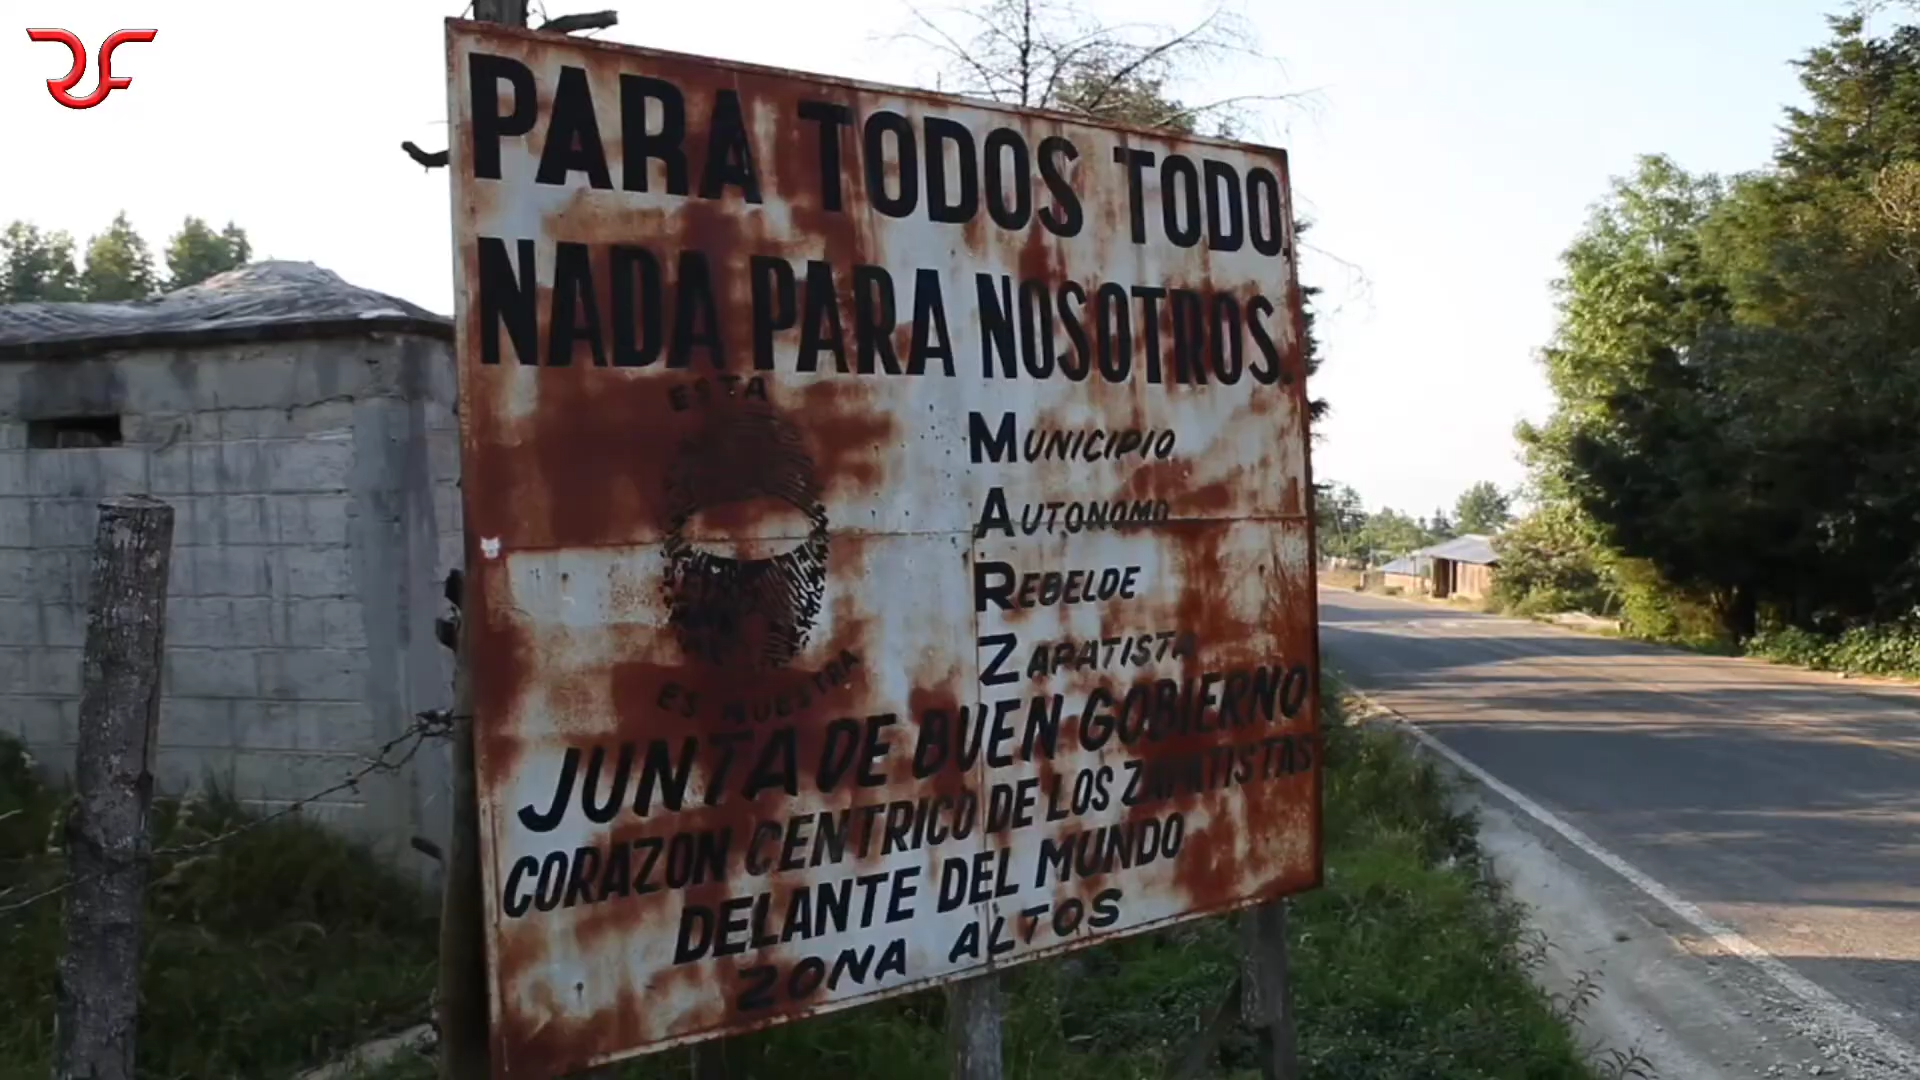 PARA TODOS TODO.
NADA PARA NOSOTROS.
ESTA
ES NUESTRA
MUNICIPIO
AUTONOMO
REBELDE
ZAPATISTA
JUNTA DE BUEN GOBIERNO
CORAZON CENTRICO DE LOS ZAPATISTAS
DELANTE DEL MUNDO
ZONA ALTOS